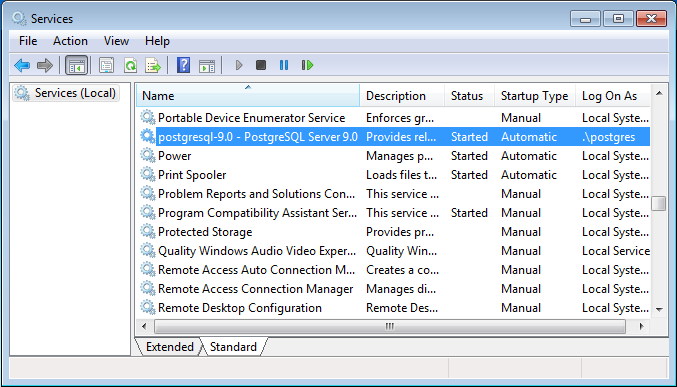 Services
File Action View Help
Services (Local)
Name Description Status Startup Type Log On As
Portable Device Enumerator Service Enforces gr... Manual Local Syste...
postgresql-9.0 - PostgreSQL Server 9.0 Provides rel... Started Automatic .\postgres
Power Manages p... Started Automatic Local Syste...
Print Spooler Loads files t... Started Automatic Local Syste...
Problem Reports and Solutions Con... This service ... Manual Local Syste...
Program Compatibility Assistant Ser... This service ... Started Manual Local Syste...
Protected Storage Provides pr... Manual Local Syste...
Quality Windows Audio Video Exper... Quality Win... Manual Local Service
Remote Access Auto Connection M... Creates a co... Manual Local Syste...
Remote Access Connection Manager Manages di... Manual Local Syste...
Remote Desktop Configuration Remote Des... Manual Local Syste...
Extended Standard